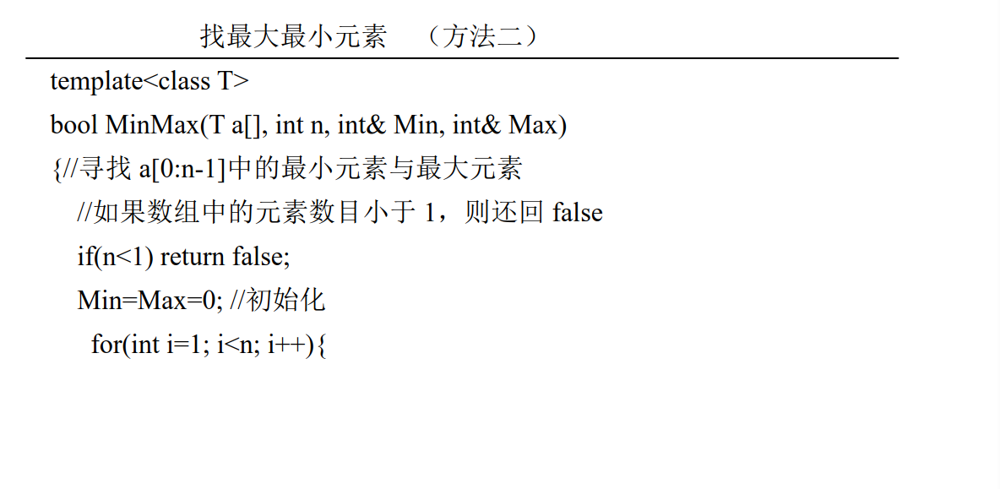 找最大最小元素 （方法二）
template<class T>
bool MinMax(T a[], int n, int& Min, int& Max)
{//寻找 a[0:n-1]中的最小元素与最大元素
//如果数组中的元素数目小于 1，则还回 false
if(n<1) return false;
Min=Max=0; //初始化
for(int i=1; i<n; i++){